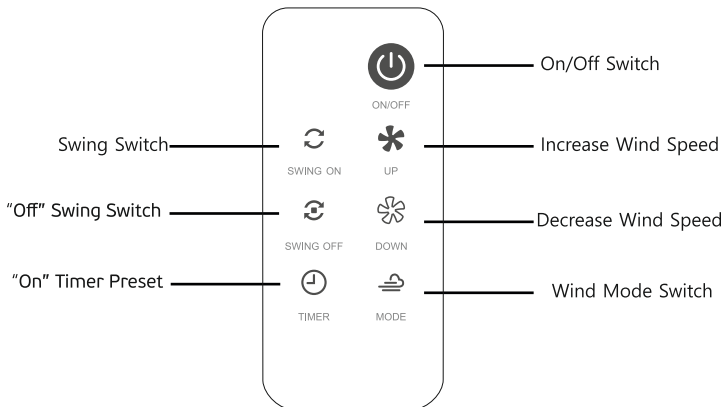 On/Off Switch
ON/OFF
Swing Switch
Increase Wind Speed
SWING ON
UP
“Off" Swing Switch
Decrease Wind Speed
SWING OFF
DOWN
“On" Timer Preset
Wind Mode Switch
TIMER
MODE